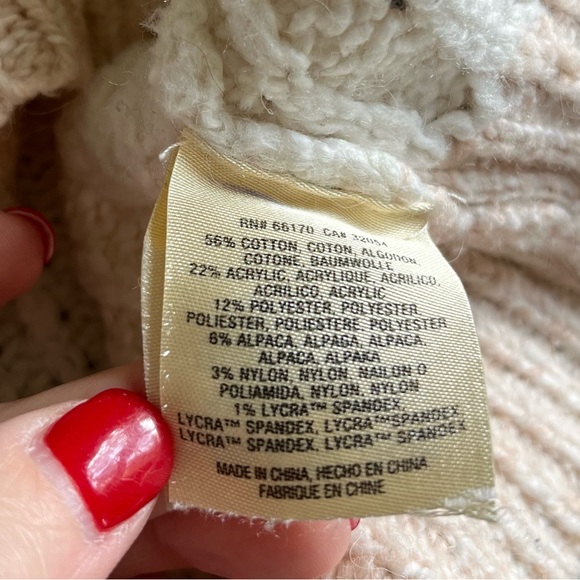 RN# 66170 CA# 32054
56% COTTON, COTON, ALGODON
COTONE, BAUMWOLLE
22% ACRYLIC, ACRYLIQUE, ACRILICO,
ACRILICO, ACRYLIC
12% POLYESTER, POLYESTER
POLIESTER, POLIESTERE, POLYESTER
6% ALPACA, ALPAGA, ALPACA,
ALPACA, ALPAKA
3% NYLON, NYLON, NAILON O
POLIAMIDA, NYLON, NYLON
1% LYCRA™ SPANDEX,
LYCRA™ SPANDEX, LYCRA™ SPANDEX
LYCRA™ SPANDEX, LYCRA™ SPANDEX
MADE IN CHINA, HECHO EN CHINA
FABRIQUE EN CHINE